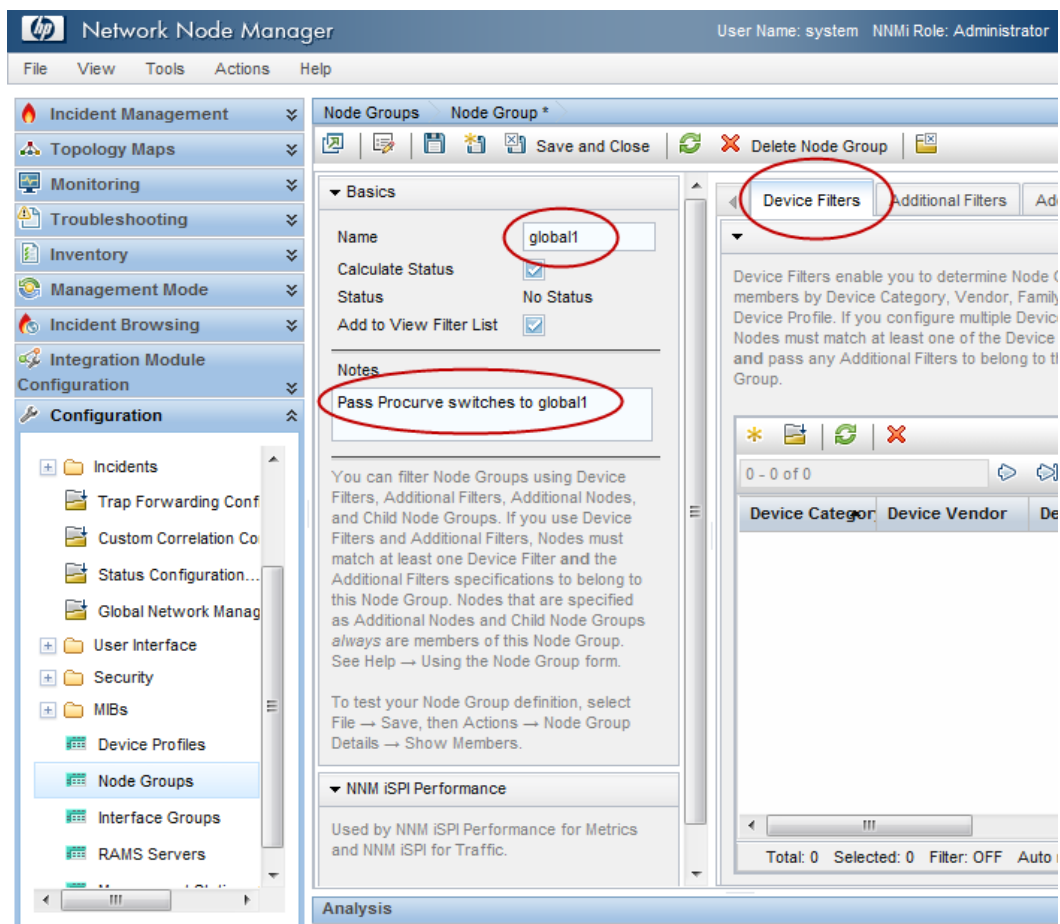 hp Network Node Manager
User Name: system NNMi Role: Administrator
File View Tools Actions Help
Incident Management
Topology Maps
Monitoring
Troubleshooting
Inventory
Management Mode
Incident Browsing
Integration Module
Configuration
Configuration
Incidents
Trap Forwarding Conf
Custom Correlation Co
Status Configuration...
Global Network Manag
User Interface
Security
MIBs
Device Profiles
Node Groups
Interface Groups
RAMS Servers
Node Groups Node Group *
Save and Close Delete Node Group
Basics
Name global1
Calculate Status
Status No Status
Add to View Filter List
Notes
Pass Procurve switches to global1
You can filter Node Groups using Device
Filters, Additional Filters, Additional Nodes,
and Child Node Groups. If you use Device
Filters and Additional Filters, Nodes must
match at least one Device Filter and the
Additional Filters specifications to belong to
this Node Group. Nodes that are specified
as Additional Nodes and Child Node Groups
always are members of this Node Group.
See Help → Using the Node Group form.
To test your Node Group definition, select
File → Save, then Actions → Node Group
Details → Show Members.
NNM iSPI Performance
Used by NNM iSPI Performance for Metrics
and NNM iSPI for Traffic.
Device Filters Additional Filters Ad
Device Filters enable you to determine Node
members by Device Category, Vendor, Family
Device Profile. If you configure multiple Device
Nodes must match at least one of the Device
and pass any Additional Filters to belong to
Group.
0 - 0 of 0
Device Categor Device Vendor De
Total: 0 Selected: 0 Filter: OFF Auto
Analysis